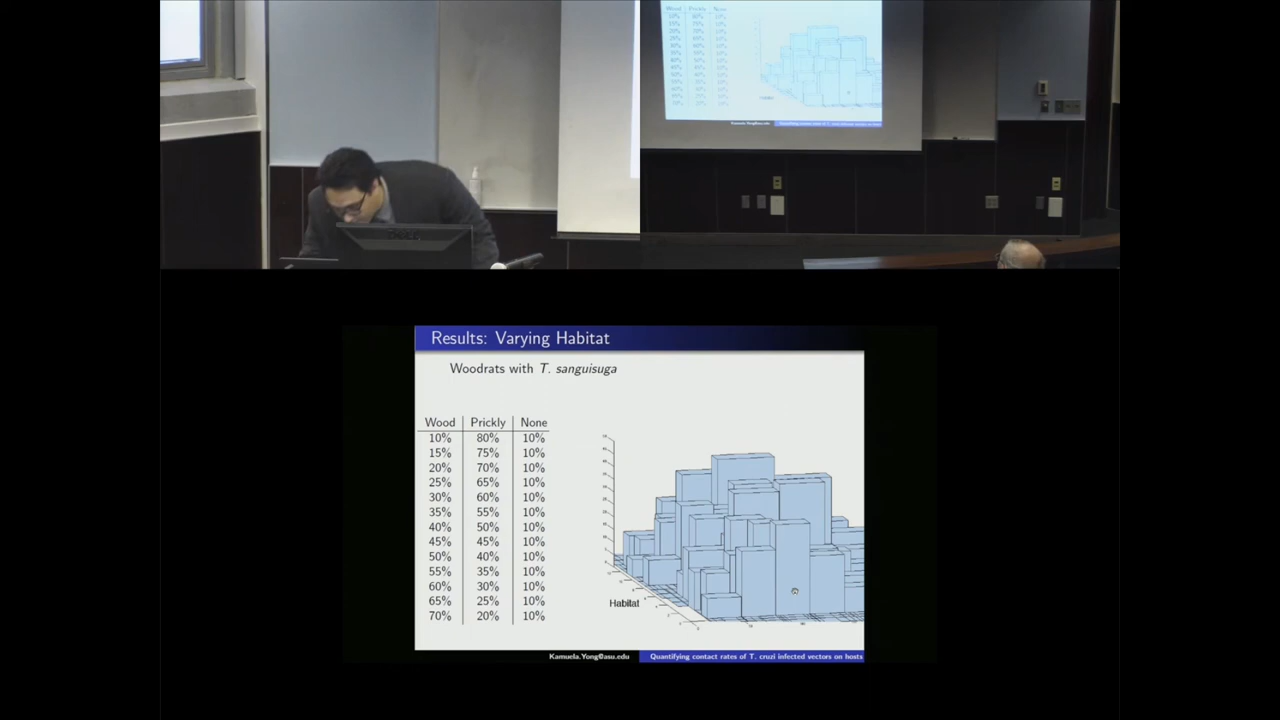 DELL
Results: Varying Habitat
Woodrats with T. sanguisuga
Wood Prickly None
10% 80% 10%
15% 75% 10%
20% 70% 10%
25% 65% 10%
30% 60% 10%
35% 55% 10%
40% 50% 10%
45% 45% 10%
50% 40% 10%
55% 35% 10%
60% 30% 10%
65% 25% 10%
70% 20% 10%
Habitat
Kamuela.Yong@asu.edu Quantifying contact rates of T. cruzi infected vectors on hosts